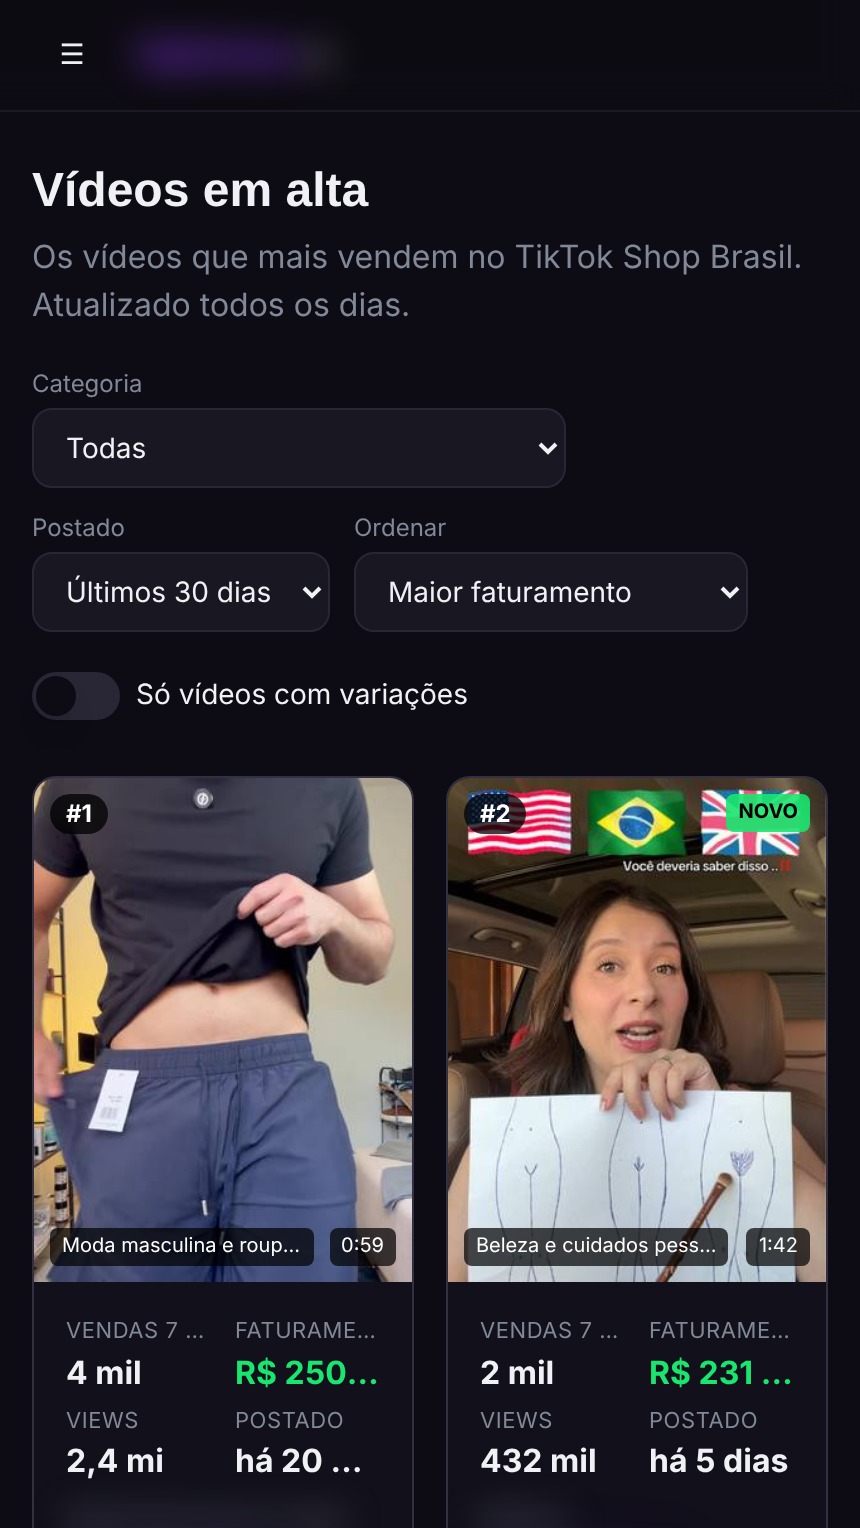 ☰
Vídeos em alta
Os vídeos que mais vendem no TikTok Shop Brasil.
Atualizado todos os dias.
Categoria
Todas
Postado
Ordenar
Últimos 30 dias
Maior faturamento
Só vídeos com variações
#1
#2
NOVO
Você deveria saber disso ..‼️
Moda masculina e roup...
0:59
Beleza e cuidados pess...
1:42
VENDAS 7 ...
FATURAME...
4 mil
R$ 250...
VIEWS
POSTADO
2,4 mi
há 20 ...
VENDAS 7 ...
FATURAME...
2 mil
R$ 231 ...
VIEWS
POSTADO
432 mil
há 5 dias